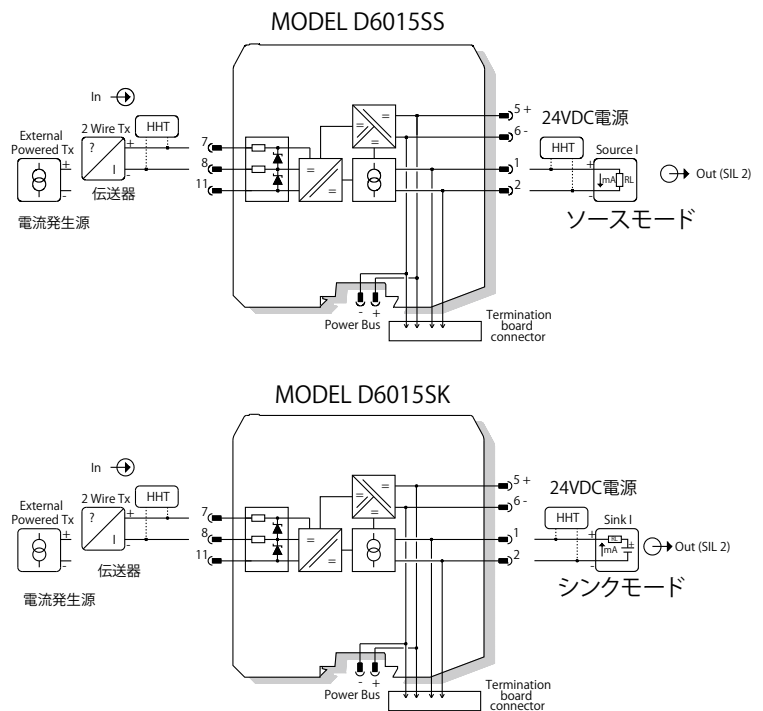 MODEL D6015SS
In
External
Powered Tx
+
-
電流発生源
2 Wire Tx
?
I
+
-
伝送器
HHT
7
8
11
=
=
=
=
5 +
6 -
1
2
24VDC電源
HHT
Source I
+
-
mA
RL
Out (SIL 2)
ソースモード
- +
Power Bus
Termination
board
connector
MODEL D6015SK
In
External
Powered Tx
+
-
電流発生源
2 Wire Tx
?
I
+
-
伝送器
HHT
7
8
11
=
=
=
=
5 +
6 -
1
2
24VDC電源
HHT
Sink I
+
-
RL
mA
+
Out (SIL 2)
シンクモード
- +
Power Bus
Termination
board
connector